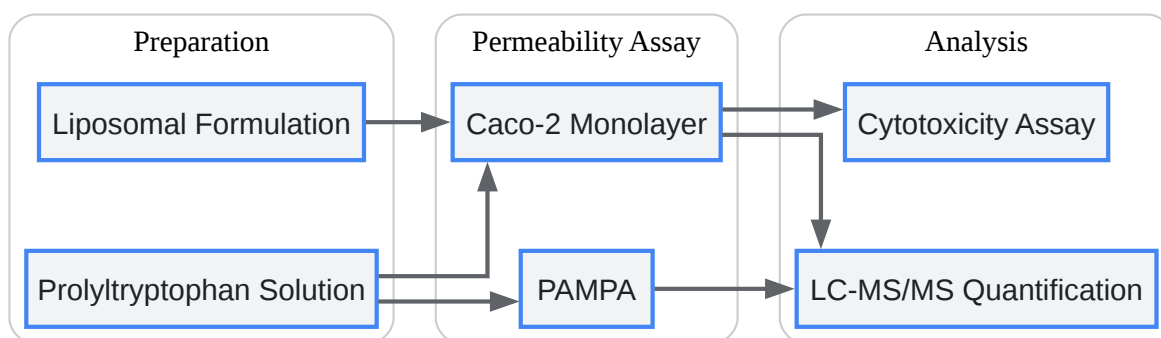 Preparation
Permeability Assay
Analysis
Liposomal Formulation
Caco-2 Monolayer
Cytotoxicity Assay
Prolyltryptophan Solution
PAMPA
LC-MS/MS Quantification